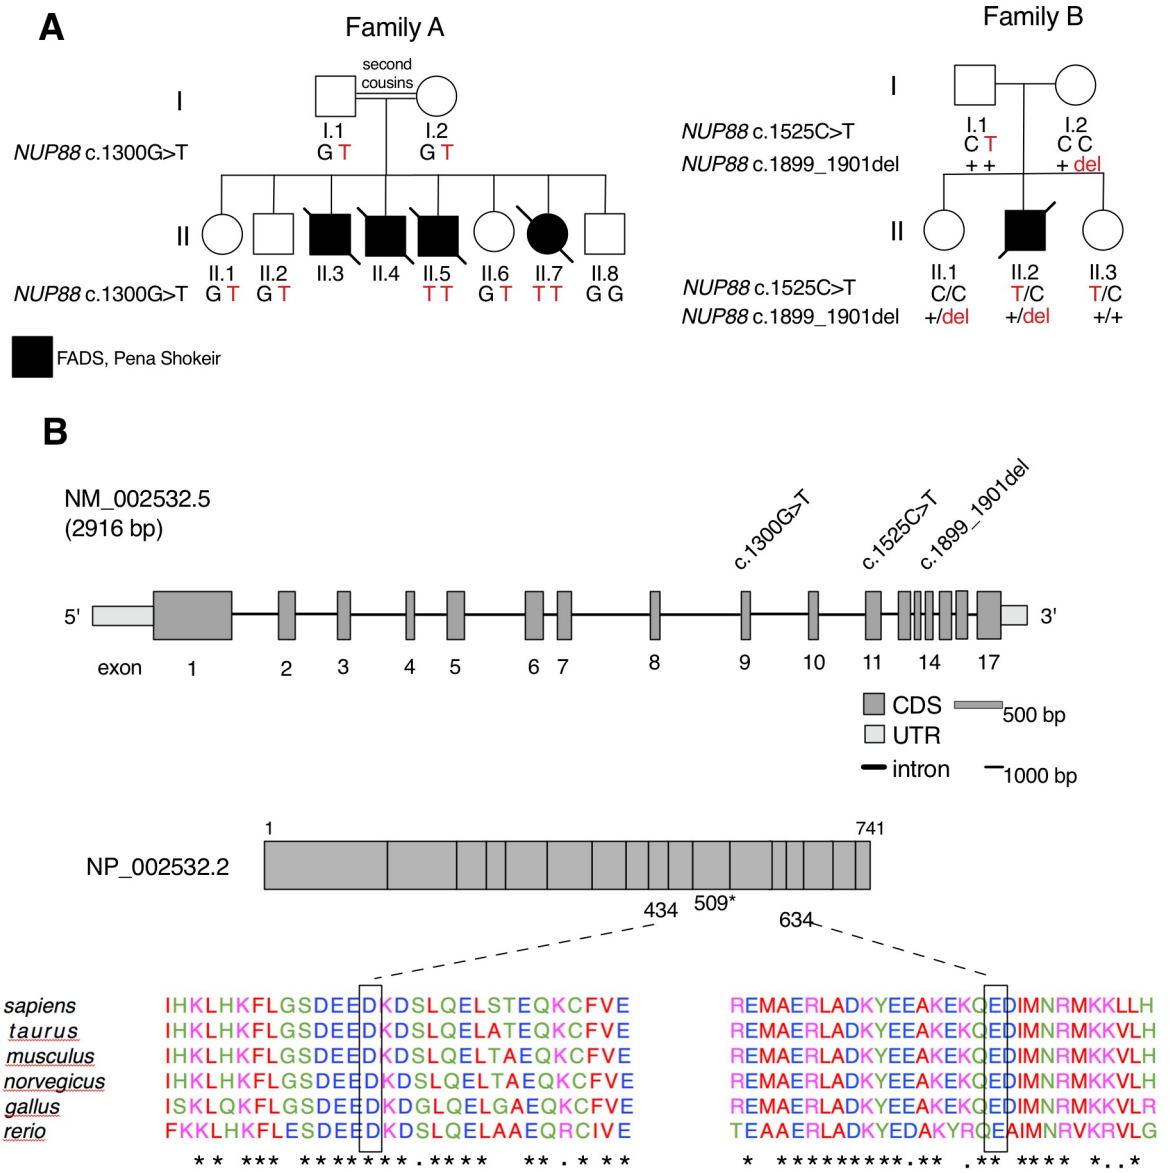 A
Family A
second
cousins
I
I.1
I.2
NUP88 c.1300G>T
G T
G T
II
II.1
II.2
II.3
II.4
II.5
II.6
II.7
II.8
NUP88 c.1300G>T
G T
G T
T T
G T
T T
G G
FADS, Pena Shokeir
Family B
I
I.1
I.2
NUP88 c.1525C>T
C T
C C
NUP88 c.1899_1901del
+ +
+ del
II
II.1
II.2
II.3
NUP88 c.1525C>T
C/C
T/C
T/C
NUP88 c.1899_1901del
+/del
+/del
+/+
B
NM_002532.5
(2916 bp)
c.1300G>T
c.1525C>T
c.1899_1901del
5'
3'
exon 1 2 3 4 5 6 7 8 9 10 11 14 17
CDS
500 bp
UTR
intron
1000 bp
1
741
NP_002532.2
434
509*
634
sapiens IHKLHKFLGSDEEDKDSLQELSTEQKCFVE REMAERLADKYEEAKEKQEDIMNRMKKLLH
taurus IHKLHKFLGSDEEDKDSLQELATEQKCFVE REMAERLADKYEEAKEKQEDIMNRMKKVLH
musculus IHKLHKFLGSDEEDKDSLQELTAEQKCFVE REMAERLADKYEEAKEKQEDIMNRMKKVLH
norvegicus IHKLHKFLGSDEEDKDSLQELTAEQKCFVE REMAERLADKYEEAKEKQEDIMNRMKKVLH
gallus ISKLQKFLGSDEEDKDGLQELGAEQKCFVE REMAERLADKYEEAKEKQEDIMNRMKKVLR
rerio FKKLHKFLESDEEDKDSLQELAAEQRCIVE TEAAERLADKYEDAKYRQEAIMNRVKRVLG
** *** *******.**** **.* ** * *********.** .** ****.*..*